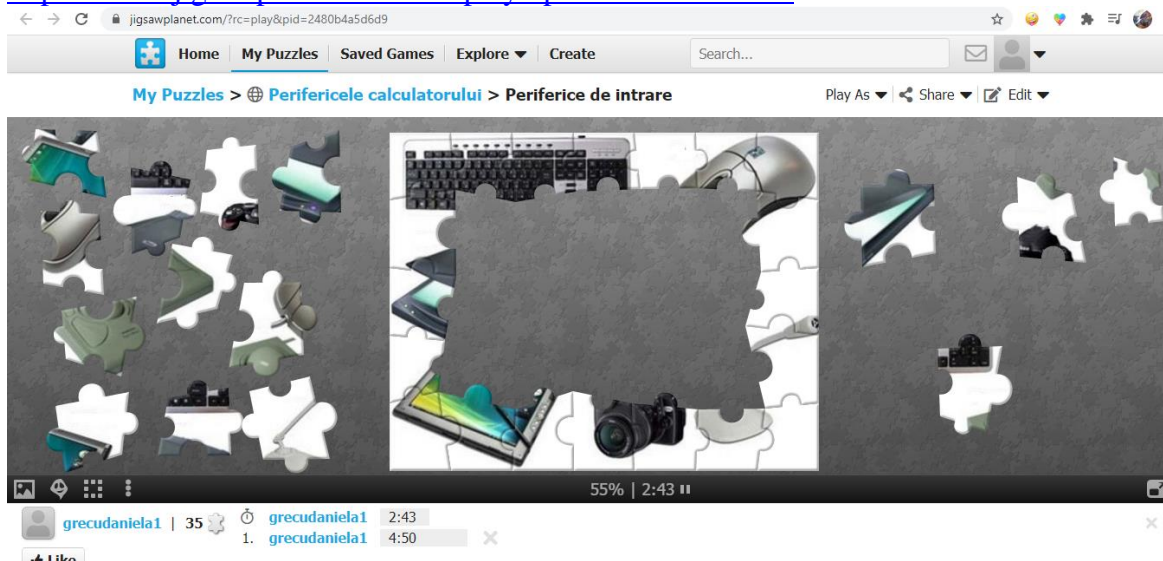 jigsawplanet.com/?rc=play&pid=2480b4a5d6d9
Home My Puzzles Saved Games Explore Create Search...
My Puzzles > Perifericele calculatorului > Periferice de intrare Play As Share Edit
55% | 2:43
grecudaniela1 | 35 grecudaniela1 2:43
1. grecudaniela1 4:50
Like